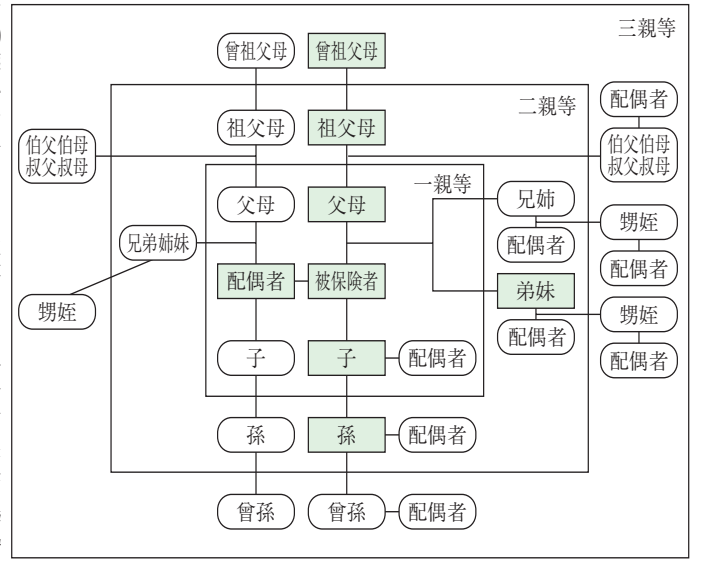 三親等
曾祖父母
曾祖父母
二親等
配偶者
祖父母
祖父母
伯父伯母
叔父叔母
伯父伯母
叔父叔母
一親等
父母
父母
兄姉
配偶者
甥姪
配偶者
兄弟姉妹
配偶者
被保険者
弟妹
配偶者
甥姪
甥姪
配偶者
子
子
配偶者
孫
孫
配偶者
曾孫
曾孫
配偶者